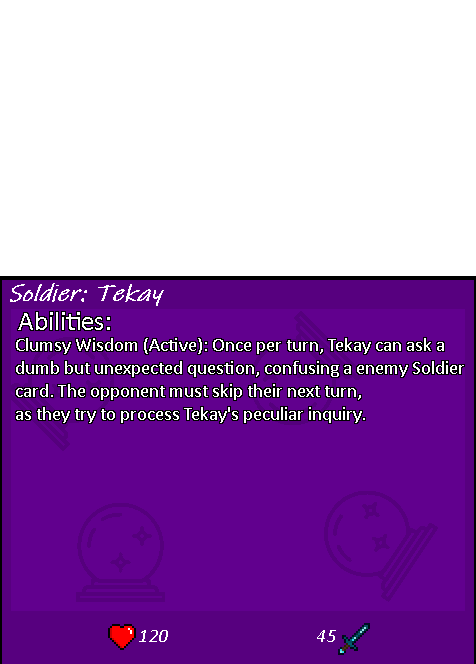 Soldier: Tekay
Abilities:
Clumsy Wisdom (Active): Once per turn, Tekay can ask a
dumb but unexpected question, confusing a enemy Soldier
card. The opponent must skip their next turn,
as they try to process Tekay's peculiar inquiry.
120
45